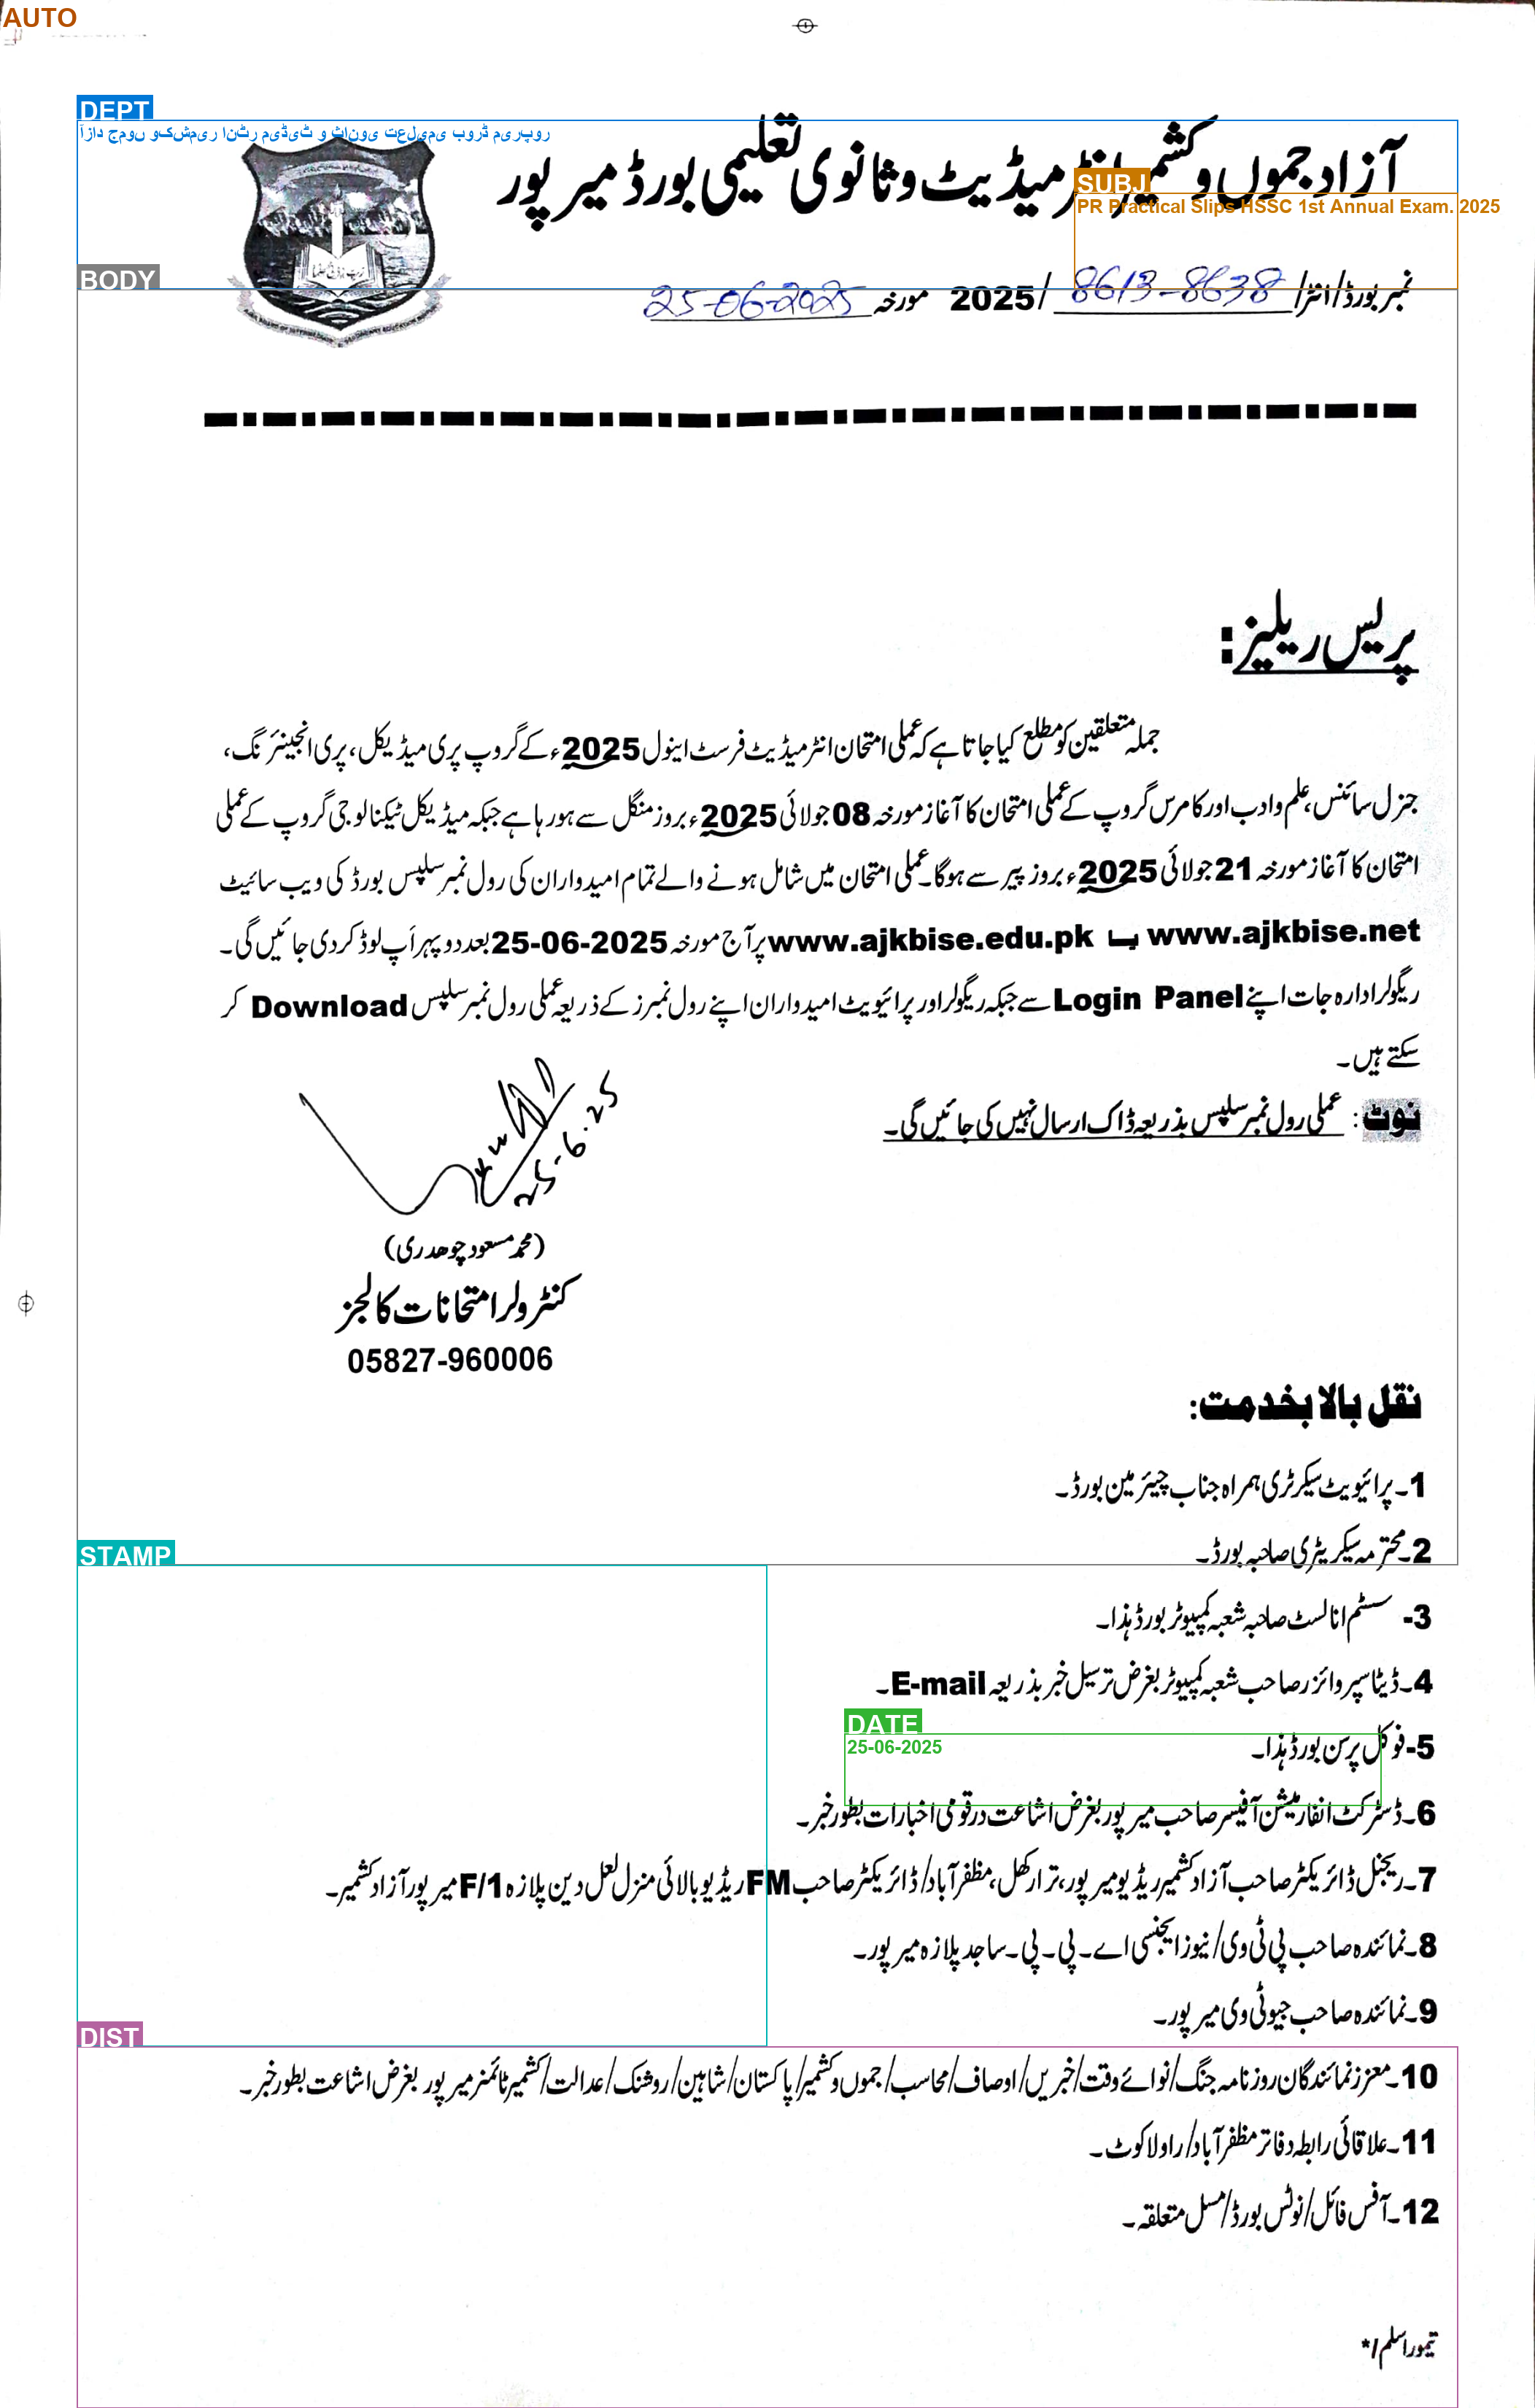 AUTO
DEPT
آزاد جموں وکشمیر انٹر میڈیٹ و ثانوی تعلیمی بورڈ میرپور
آزاد جموں وکشمیر انٹر میڈیٹ وثانوی تعلیمی بورڈ میرپور
SUBJ
PR Practical Slips HSSC 1st Annual Exam. 2025
BODY
نمبر بورڈ/انٹر/ 8613-8638 /2025 مورخہ 25-06-2025
پریس ریلیز:
جملہ متعلقین کو مطلع کیا جاتا ہے کہ عملی امتحان انٹرمیڈیٹ فرسٹ اینول 2025ء کے گروپ پری میڈیکل، پری انجینئرنگ،
جنرل سائنس، علم وادب اور کامرس گروپ کے عملی امتحان کا آغاز مورخہ 08 جولائی 2025ء بروز منگل سے ہو رہا ہے جبکہ میڈیکل ٹیکنالوجی گروپ کے عملی
امتحان کا آغاز مورخہ 21 جولائی 2025ء بروز پیر سے ہوگا۔ عملی امتحان میں شامل ہونے والے تمام امیدواران کی رول نمبر سلپس بورڈ کی ویب سائیٹ
www.ajkbise.net یا www.ajkbise.edu.pk پر آج مورخہ 25-06-2025 بعد دوپہر اَپ لوڈ کر دی جائیں گی۔
ریگولر ادارہ جات اپنے Login Panel سے جبکہ ریگولر اور پرائیویٹ امیدواران اپنے رول نمبرز کے ذریعہ عملی رول نمبر سلپس Download کر
سکتے ہیں۔
نوٹ: عملی رول نمبر سلپس بذریعہ ڈاک ارسال نہیں کی جائیں گی۔
25.6.25
(محمد مسعود چوھدری)
کنٹرولر امتحانات کالجز
05827-960006
نقل بالا بخدمت:
1۔ پرائیویٹ سیکرٹری ہمراہ جناب چیئرمین بورڈ۔
2۔ محترمہ سیکریٹری صاحبہ بورڈ۔
STAMP
3- سسٹم انالسٹ صاحبہ شعبہ کمپیوٹر بورڈ ہذا۔
4۔ ڈیٹا سپروائزر صاحب شعبہ کمپیوٹر بغرض ترسیل خبر بذریعہ E-mail۔
DATE
25-06-2025
5- فوکل پرسن بورڈ ہذا۔
6۔ ڈسٹرکٹ انفارمیشن آفیسر صاحب میرپور بغرض اشاعت در قومی اخبارات بطور خبر۔
7۔ ریجنل ڈائریکٹر صاحب آزاد کشمیر ریڈیو میرپور، تراڑکھل، مظفرآباد/ ڈائریکٹر صاحب FM ریڈیو بالائی منزل لعل دین پلازہ F/1 میرپور آزاد کشمیر۔
8۔ نمائندہ صاحب پی ٹی وی/ نیوز ایجنسی اے۔ پی۔ پی۔ ساجد پلازہ میرپور۔
9۔ نمائندہ صاحب جیو ٹی وی میرپور۔
DIST
10۔ معزز نمائندگان روزنامہ جنگ/ نوائے وقت/ خبریں/ اوصاف/ محاسب/ جموں وکشمیر/ پاکستان/ شاہین/ روشنک/ عدالت/ کشمیر ٹائمنر میرپور بغرض اشاعت بطور خبر۔
11۔ علاقائی رابطہ دفاتر مظفرآباد/ راولاکوٹ۔
12۔ آفس فائل/ نوٹس بورڈ/ مسل متعلقہ۔
تیمور اسلم/*